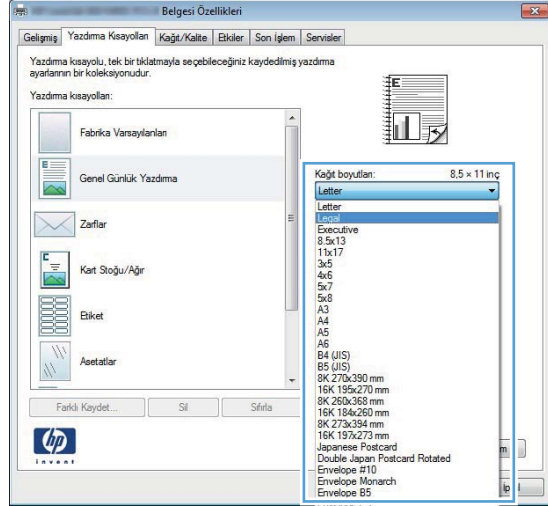 Belgesi Özellikleri
Gelişmiş
Yazdırma Kısayolları
Kağıt/Kalite
Etkiler
Son İşlem
Servisler
Yazdırma kısayolu, tek bir tıklatmayla seçebileceğiniz kaydedilmiş yazdırma
ayarlarının bir koleksiyonudur.
Yazdırma kısayolları:
Fabrika Varsayılanları
Genel Günlük Yazdırma
Zarflar
Kart Stoğu/Ağır
Etiket
Asetatlar
Farklı Kaydet...
Sil
Sıfırla
hp
invent
E
E
C
Kağıt boyutları:
8,5 × 11 inç
Letter
Letter
Legal
Executive
8.5x13
11x17
3x5
4x6
5x7
5x8
A3
A4
A5
A6
B4 (JIS)
B5 (JIS)
8K 270x390 mm
16K 195x270 mm
8K 260x368 mm
16K 184x260 mm
8K 273x394 mm
16K 197x273 mm
Japanese Postcard
Double Japan Postcard Rotated
Envelope #10
Envelope Monarch
Envelope B5